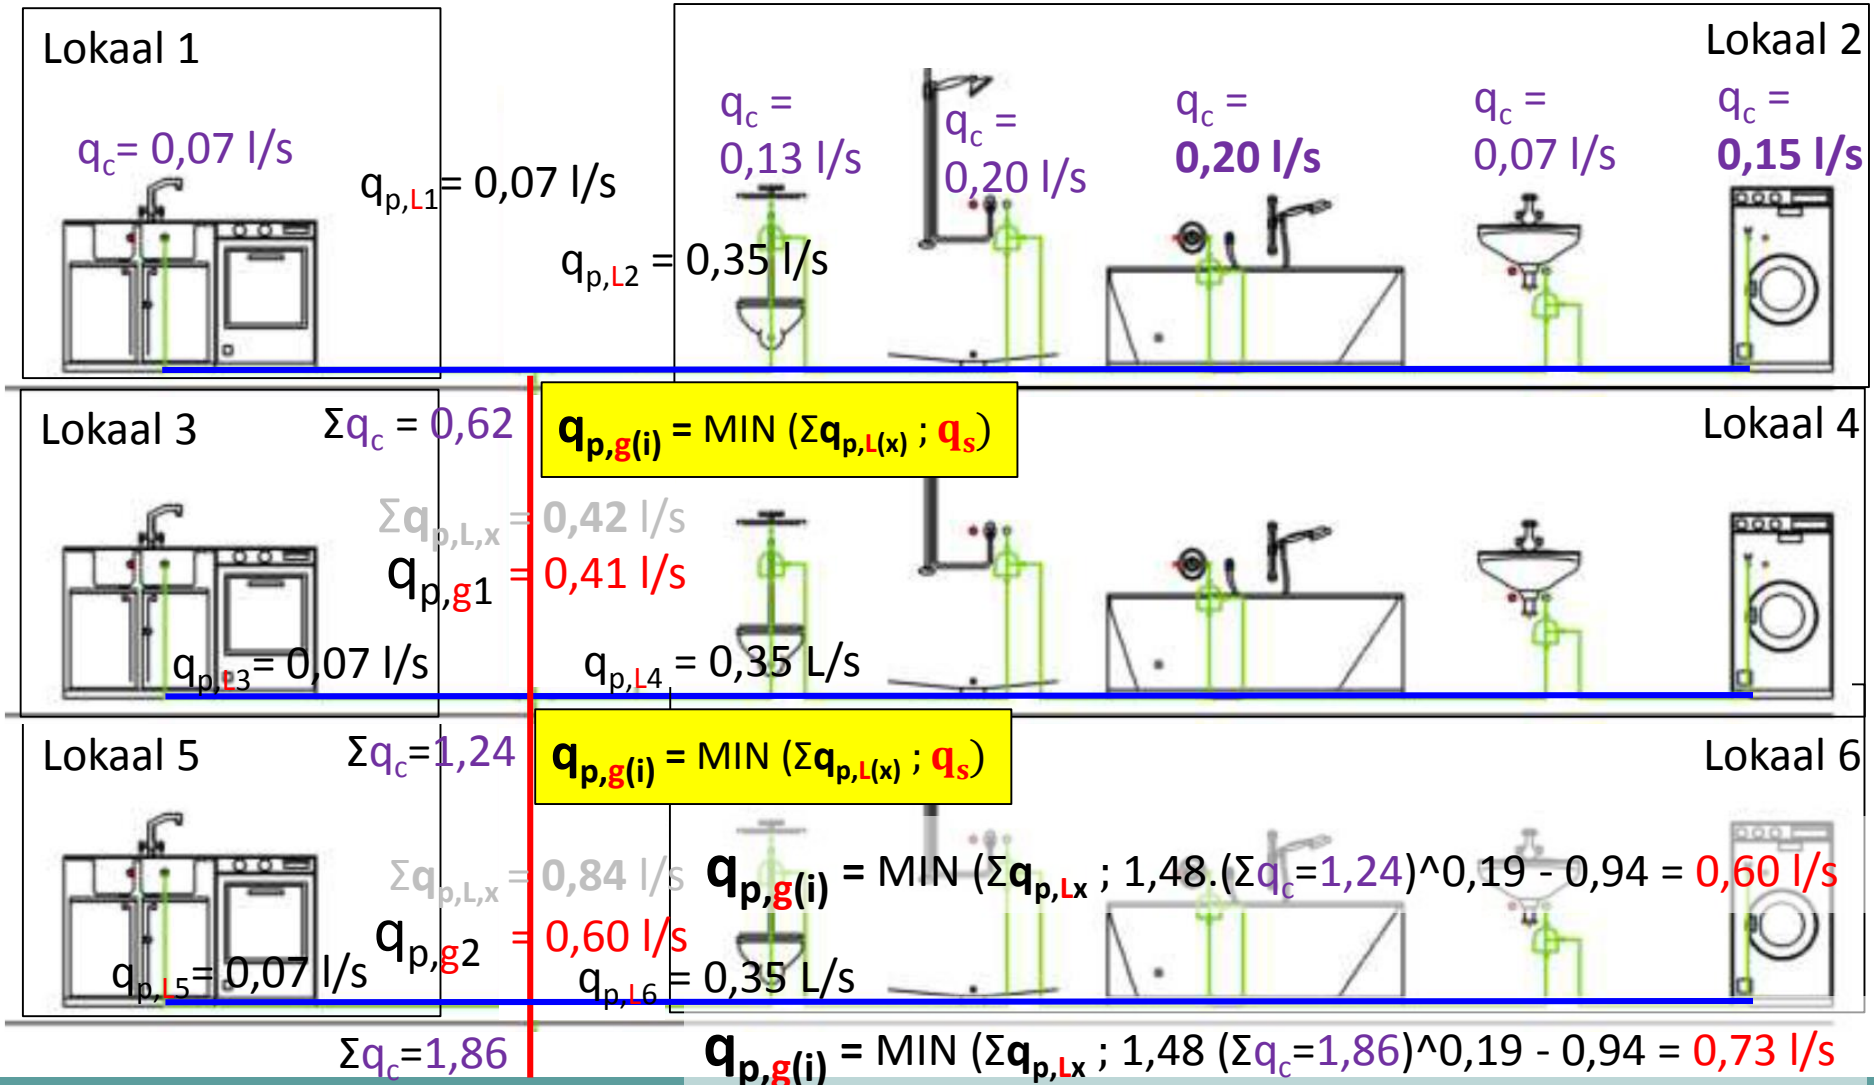 Lokaal 1
Lokaal 2
qc= 0,07 l/s
qp,L1= 0,07 l/s
qp,L2 = 0,35 l/s
qc =
0,13 l/s
qc =
0,20 l/s
qc =
0,20 l/s
qc =
0,07 l/s
qc =
0,15 l/s
Lokaal 3
Σqc = 0,62
qp,g(i) = MIN (Σqp,L(x) ; qs)
Lokaal 4
Σqp,L,x = 0,42 l/s
qp,g1 = 0,41 l/s
qp,L3= 0,07 l/s
qp,L4 = 0,35 L/s
Lokaal 5
Σqc=1,24
qp,g(i) = MIN (Σqp,L(x) ; qs)
Lokaal 6
Σqp,L,x = 0,84 l/s
qp,g(i) = MIN (Σqp,Lx ; 1,48.(Σqc=1,24)^0,19 - 0,94 = 0,60 l/s
qp,g2 = 0,60 l/s
qp,L5= 0,07 l/s
qp,L6 = 0,35 L/s
Σqc=1,86
qp,g(i) = MIN (Σqp,Lx ; 1,48 (Σqc=1,86)^0,19 - 0,94 = 0,73 l/s